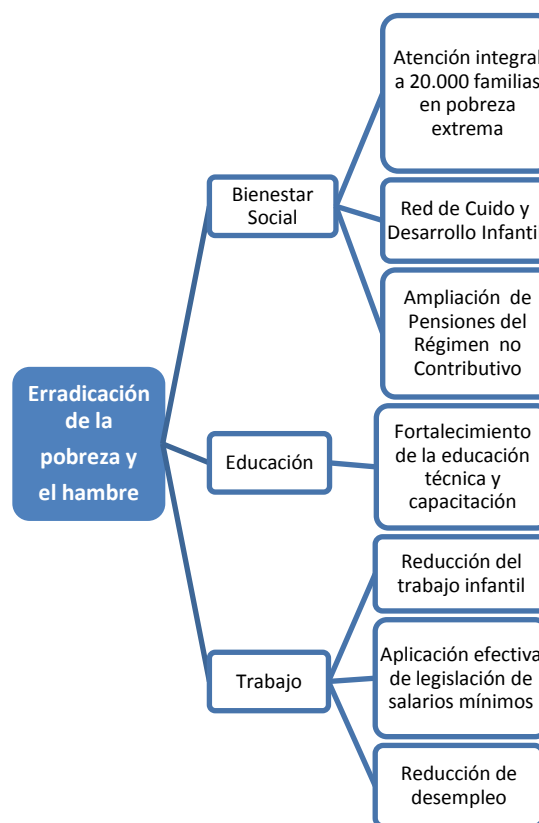 Erradicación
de la
pobreza y
el hambre
Bienestar
Social
Atención integral
a 20.000 familias
en pobreza
extrema
Red de Cuido y
Desarrollo Infantil
Ampliación de
Pensiones del
Régimen no
Contributivo
Educación
Fortalecimiento
de la educación
técnica y
capacitación
Trabajo
Reducción del
trabajo infantil
Aplicación efectiva
de legislación de
salarios mínimos
Reducción de
desempleo